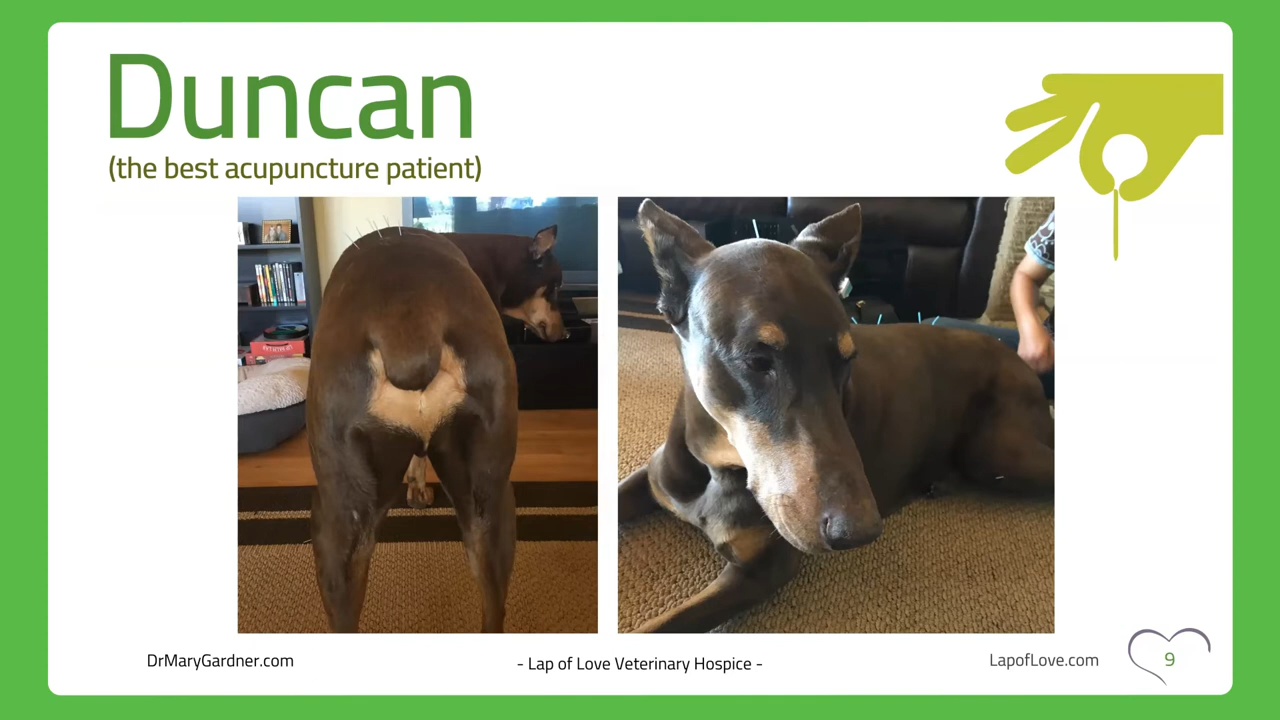 Duncan
(the best acupuncture patient)
DrMaryGardner.com
- Lap of Love Veterinary Hospice -
LapofLove.com
9